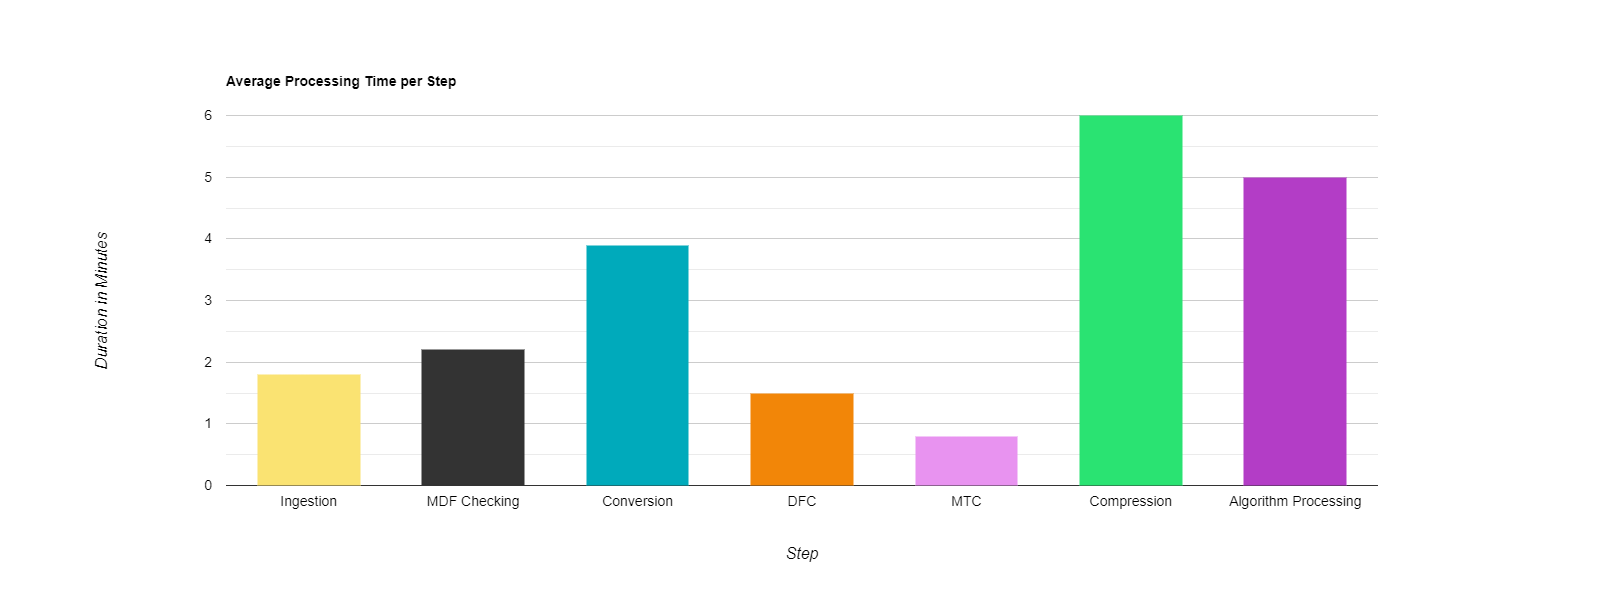 Average Processing Time per Step
6
5
4
3
2
1
0
Duration in Minutes
Ingestion MDF Checking Conversion DFC MTC Compression Algorithm Processing
Step